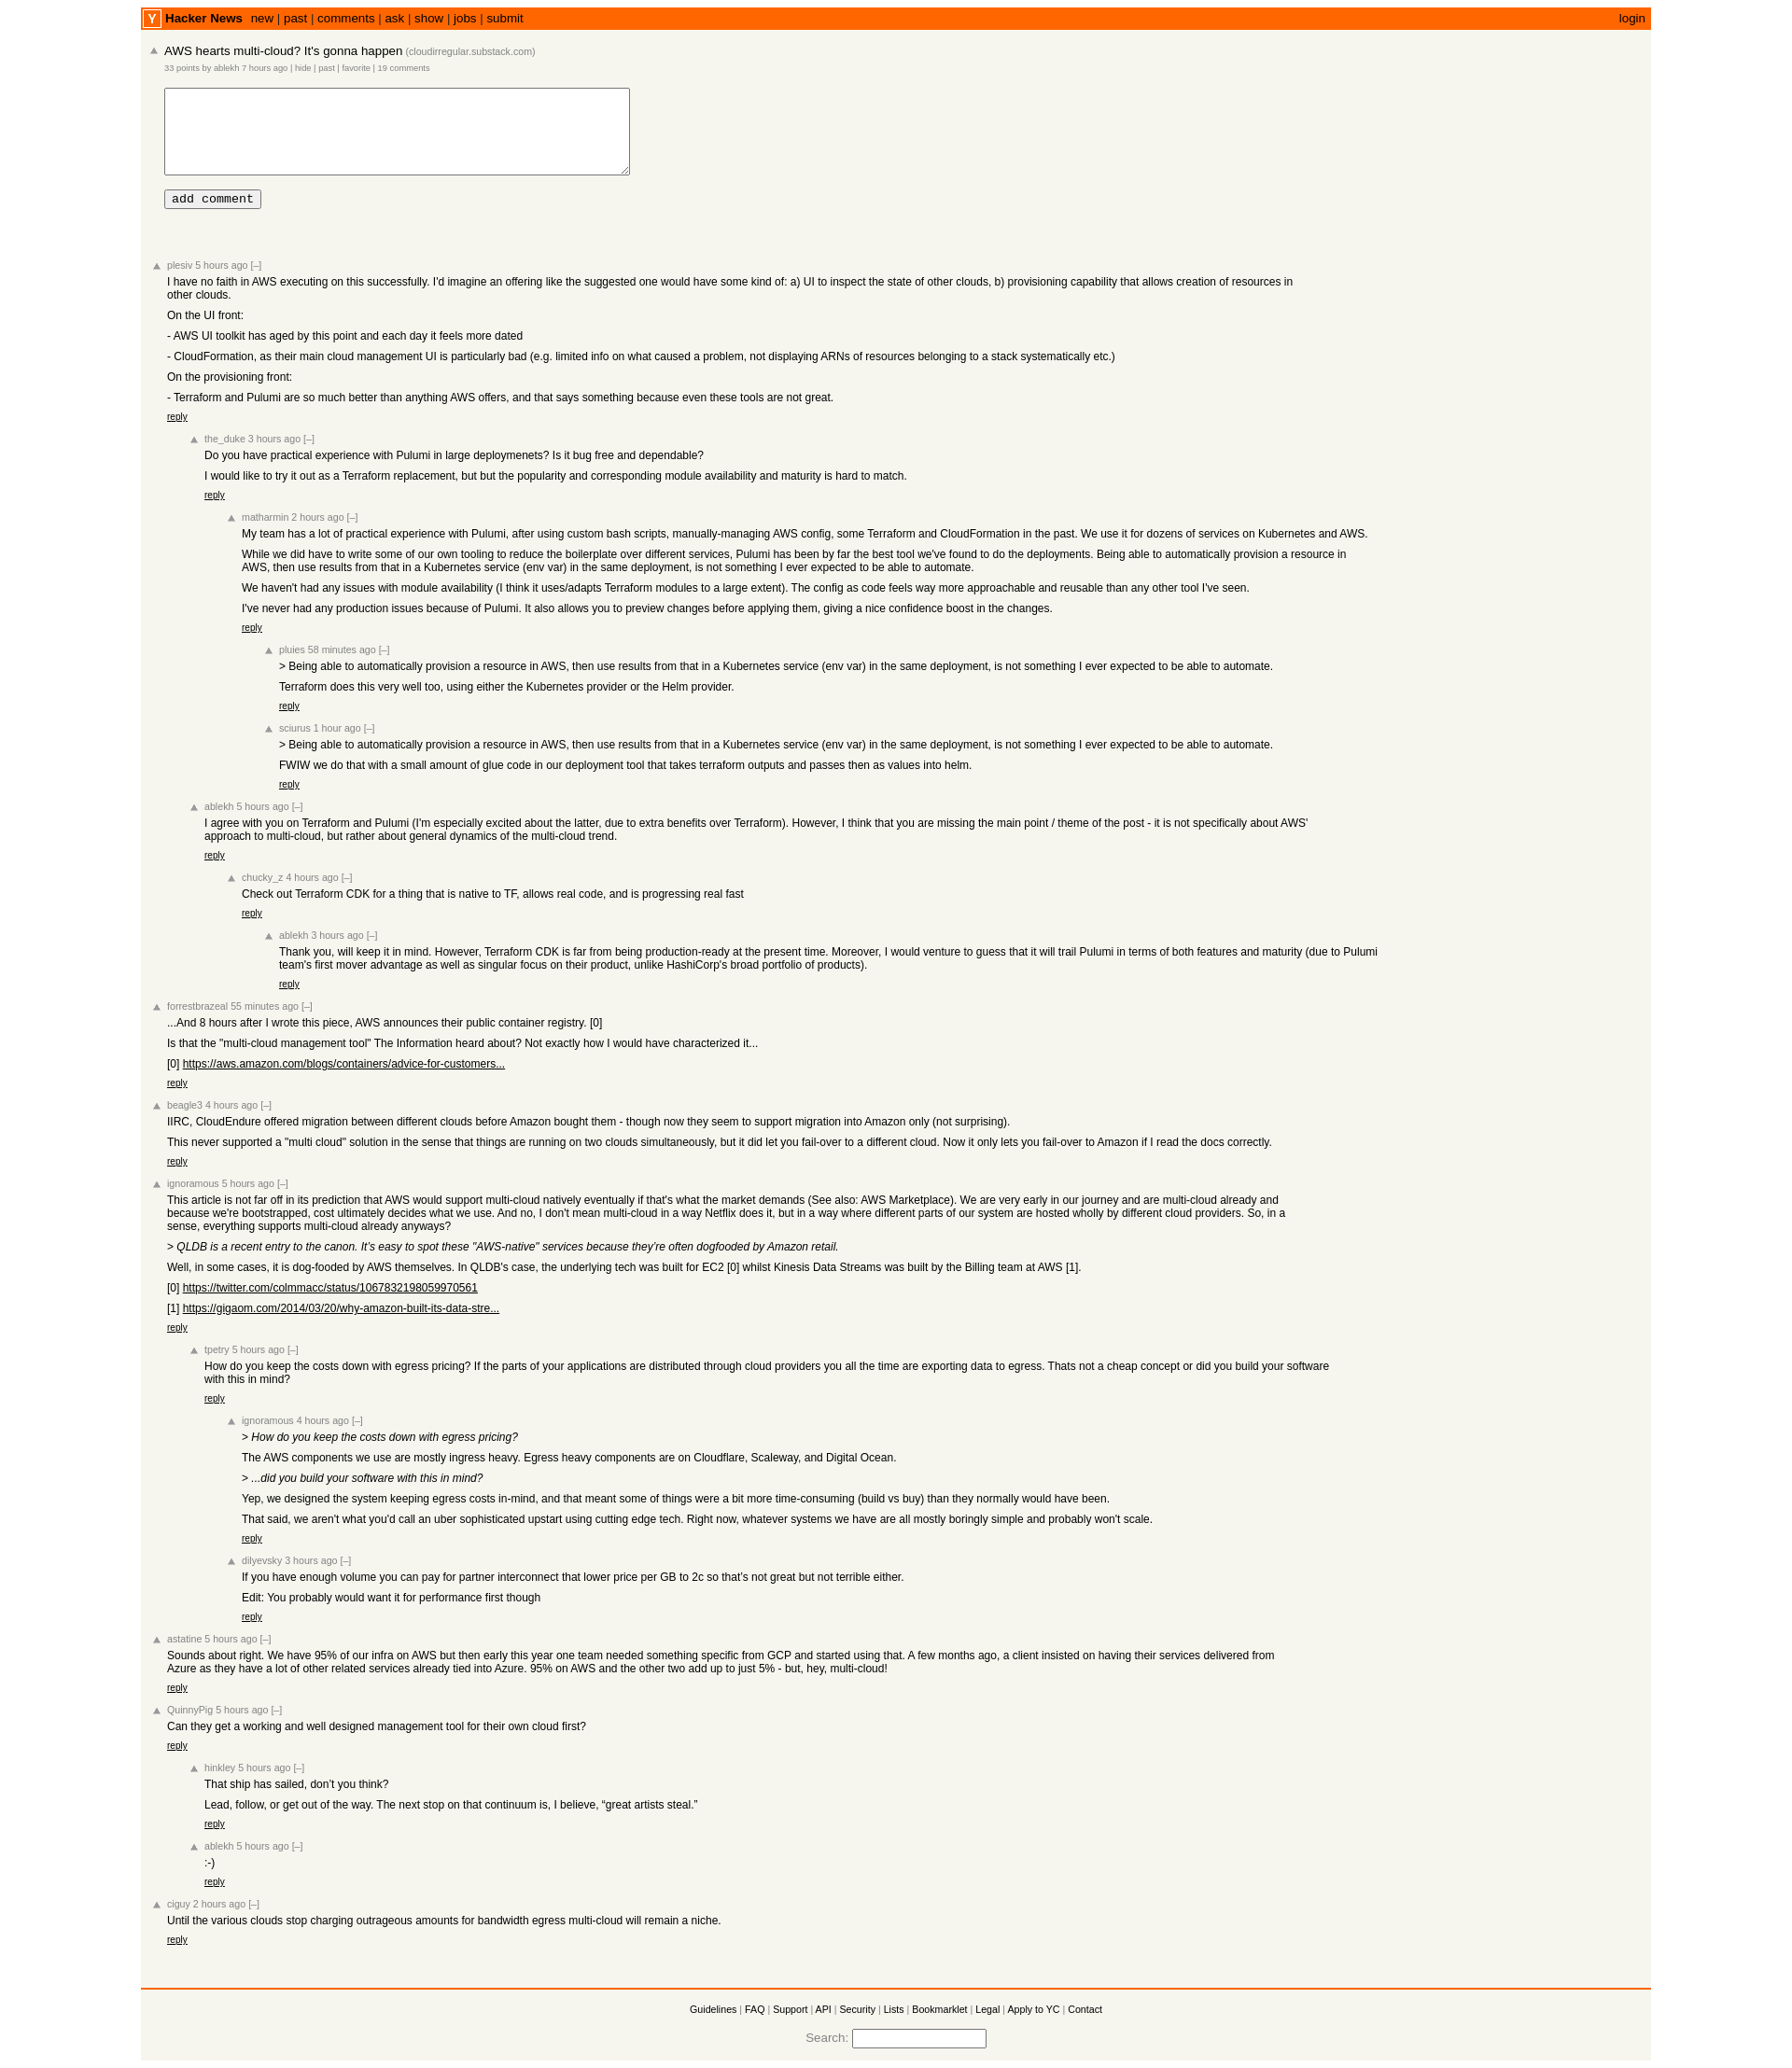 Y Hacker News new | past | comments | ask | show | jobs | submit login
AWS hearts multi-cloud? It's gonna happen (cloudirregular.substack.com)
33 points by ablekh 7 hours ago | hide | past | favorite | 19 comments
add comment
plesiv 5 hours ago [–]
I have no faith in AWS executing on this successfully. I'd imagine an offering like the suggested one would have some kind of: a) UI to inspect the state of other clouds, b) provisioning capability that allows creation of resources in
other clouds.
On the UI front:
- AWS UI toolkit has aged by this point and each day it feels more dated
- CloudFormation, as their main cloud management UI is particularly bad (e.g. limited info on what caused a problem, not displaying ARNs of resources belonging to a stack systematically etc.)
On the provisioning front:
- Terraform and Pulumi are so much better than anything AWS offers, and that says something because even these tools are not great.
reply
the_duke 3 hours ago [–]
Do you have practical experience with Pulumi in large deploymenets? Is it bug free and dependable?
I would like to try it out as a Terraform replacement, but but the popularity and corresponding module availability and maturity is hard to match.
reply
matharmin 2 hours ago [–]
My team has a lot of practical experience with Pulumi, after using custom bash scripts, manually-managing AWS config, some Terraform and CloudFormation in the past. We use it for dozens of services on Kubernetes and AWS.
While we did have to write some of our own tooling to reduce the boilerplate over different services, Pulumi has been by far the best tool we've found to do the deployments. Being able to automatically provision a resource in
AWS, then use results from that in a Kubernetes service (env var) in the same deployment, is not something I ever expected to be able to automate.
We haven't had any issues with module availability (I think it uses/adapts Terraform modules to a large extent). The config as code feels way more approachable and reusable than any other tool I've seen.
I've never had any production issues because of Pulumi. It also allows you to preview changes before applying them, giving a nice confidence boost in the changes.
reply
pluies 58 minutes ago [–]
> Being able to automatically provision a resource in AWS, then use results from that in a Kubernetes service (env var) in the same deployment, is not something I ever expected to be able to automate.
Terraform does this very well too, using either the Kubernetes provider or the Helm provider.
reply
sciurus 1 hour ago [–]
> Being able to automatically provision a resource in AWS, then use results from that in a Kubernetes service (env var) in the same deployment, is not something I ever expected to be able to automate.
FWIW we do that with a small amount of glue code in our deployment tool that takes terraform outputs and passes then as values into helm.
reply
ablekh 5 hours ago [–]
I agree with you on Terraform and Pulumi (I'm especially excited about the latter, due to extra benefits over Terraform). However, I think that you are missing the main point / theme of the post - it is not specifically about AWS'
approach to multi-cloud, but rather about general dynamics of the multi-cloud trend.
reply
chucky_z 4 hours ago [–]
Check out Terraform CDK for a thing that is native to TF, allows real code, and is progressing real fast
reply
ablekh 3 hours ago [–]
Thank you, will keep it in mind. However, Terraform CDK is far from being production-ready at the present time. Moreover, I would venture to guess that it will trail Pulumi in terms of both features and maturity (due to Pulumi
team's first mover advantage as well as singular focus on their product, unlike HashiCorp's broad portfolio of products).
reply
forrestbrazeal 55 minutes ago [–]
...And 8 hours after I wrote this piece, AWS announces their public container registry. [0]
Is that the "multi-cloud management tool" The Information heard about? Not exactly how I would have characterized it...
[0] https://aws.amazon.com/blogs/containers/advice-for-customers...
reply
beagle3 4 hours ago [–]
IIRC, CloudEndure offered migration between different clouds before Amazon bought them - though now they seem to support migration into Amazon only (not surprising).
This never supported a "multi cloud" solution in the sense that things are running on two clouds simultaneously, but it did let you fail-over to a different cloud. Now it only lets you fail-over to Amazon if I read the docs correctly.
reply
ignoramous 5 hours ago [–]
This article is not far off in its prediction that AWS would support multi-cloud natively eventually if that's what the market demands (See also: AWS Marketplace). We are very early in our journey and are multi-cloud already and
because we're bootstrapped, cost ultimately decides what we use. And no, I don't mean multi-cloud in a way Netflix does it, but in a way where different parts of our system are hosted wholly by different cloud providers. So, in a
sense, everything supports multi-cloud already anyways?
> QLDB is a recent entry to the canon. It's easy to spot these "AWS-native" services because they're often dogfooded by Amazon retail.
Well, in some cases, it is dog-fooded by AWS themselves. In QLDB's case, the underlying tech was built for EC2 [0] whilst Kinesis Data Streams was built by the Billing team at AWS [1].
[0] https://twitter.com/colmmacc/status/1067832198059970561
[1] https://gigaom.com/2014/03/20/why-amazon-built-its-data-stre...
reply
tpetry 5 hours ago [–]
How do you keep the costs down with egress pricing? If the parts of your applications are distributed through cloud providers you all the time are exporting data to egress. Thats not a cheap concept or did you build your software
with this in mind?
reply
ignoramous 4 hours ago [–]
> How do you keep the costs down with egress pricing?
The AWS components we use are mostly ingress heavy. Egress heavy components are on Cloudflare, Scaleway, and Digital Ocean.
> ...did you build your software with this in mind?
Yep, we designed the system keeping egress costs in-mind, and that meant some of things were a bit more time-consuming (build vs buy) than they normally would have been.
That said, we aren't what you'd call an uber sophisticated upstart using cutting edge tech. Right now, whatever systems we have are all mostly boringly simple and probably won't scale.
reply
dilyevsky 3 hours ago [–]
If you have enough volume you can pay for partner interconnect that lower price per GB to 2c so that's not great but not terrible either.
Edit: You probably would want it for performance first though
reply
astatine 5 hours ago [–]
Sounds about right. We have 95% of our infra on AWS but then early this year one team needed something specific from GCP and started using that. A few months ago, a client insisted on having their services delivered from
Azure as they have a lot of other related services already tied into Azure. 95% on AWS and the other two add up to just 5% - but, hey, multi-cloud!
reply
QuinnyPig 5 hours ago [–]
Can they get a working and well designed management tool for their own cloud first?
reply
hinkley 5 hours ago [–]
That ship has sailed, don’t you think?
Lead, follow, or get out of the way. The next stop on that continuum is, I believe, “great artists steal.”
reply
ablekh 5 hours ago [–]
:-)
reply
ciguy 2 hours ago [–]
Until the various clouds stop charging outrageous amounts for bandwidth egress multi-cloud will remain a niche.
reply
Guidelines | FAQ | Support | API | Security | Lists | Bookmarklet | Legal | Apply to YC | Contact
Search: